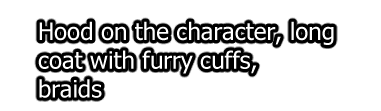 Hood on the character, long
coat with furry cuffs,
braids